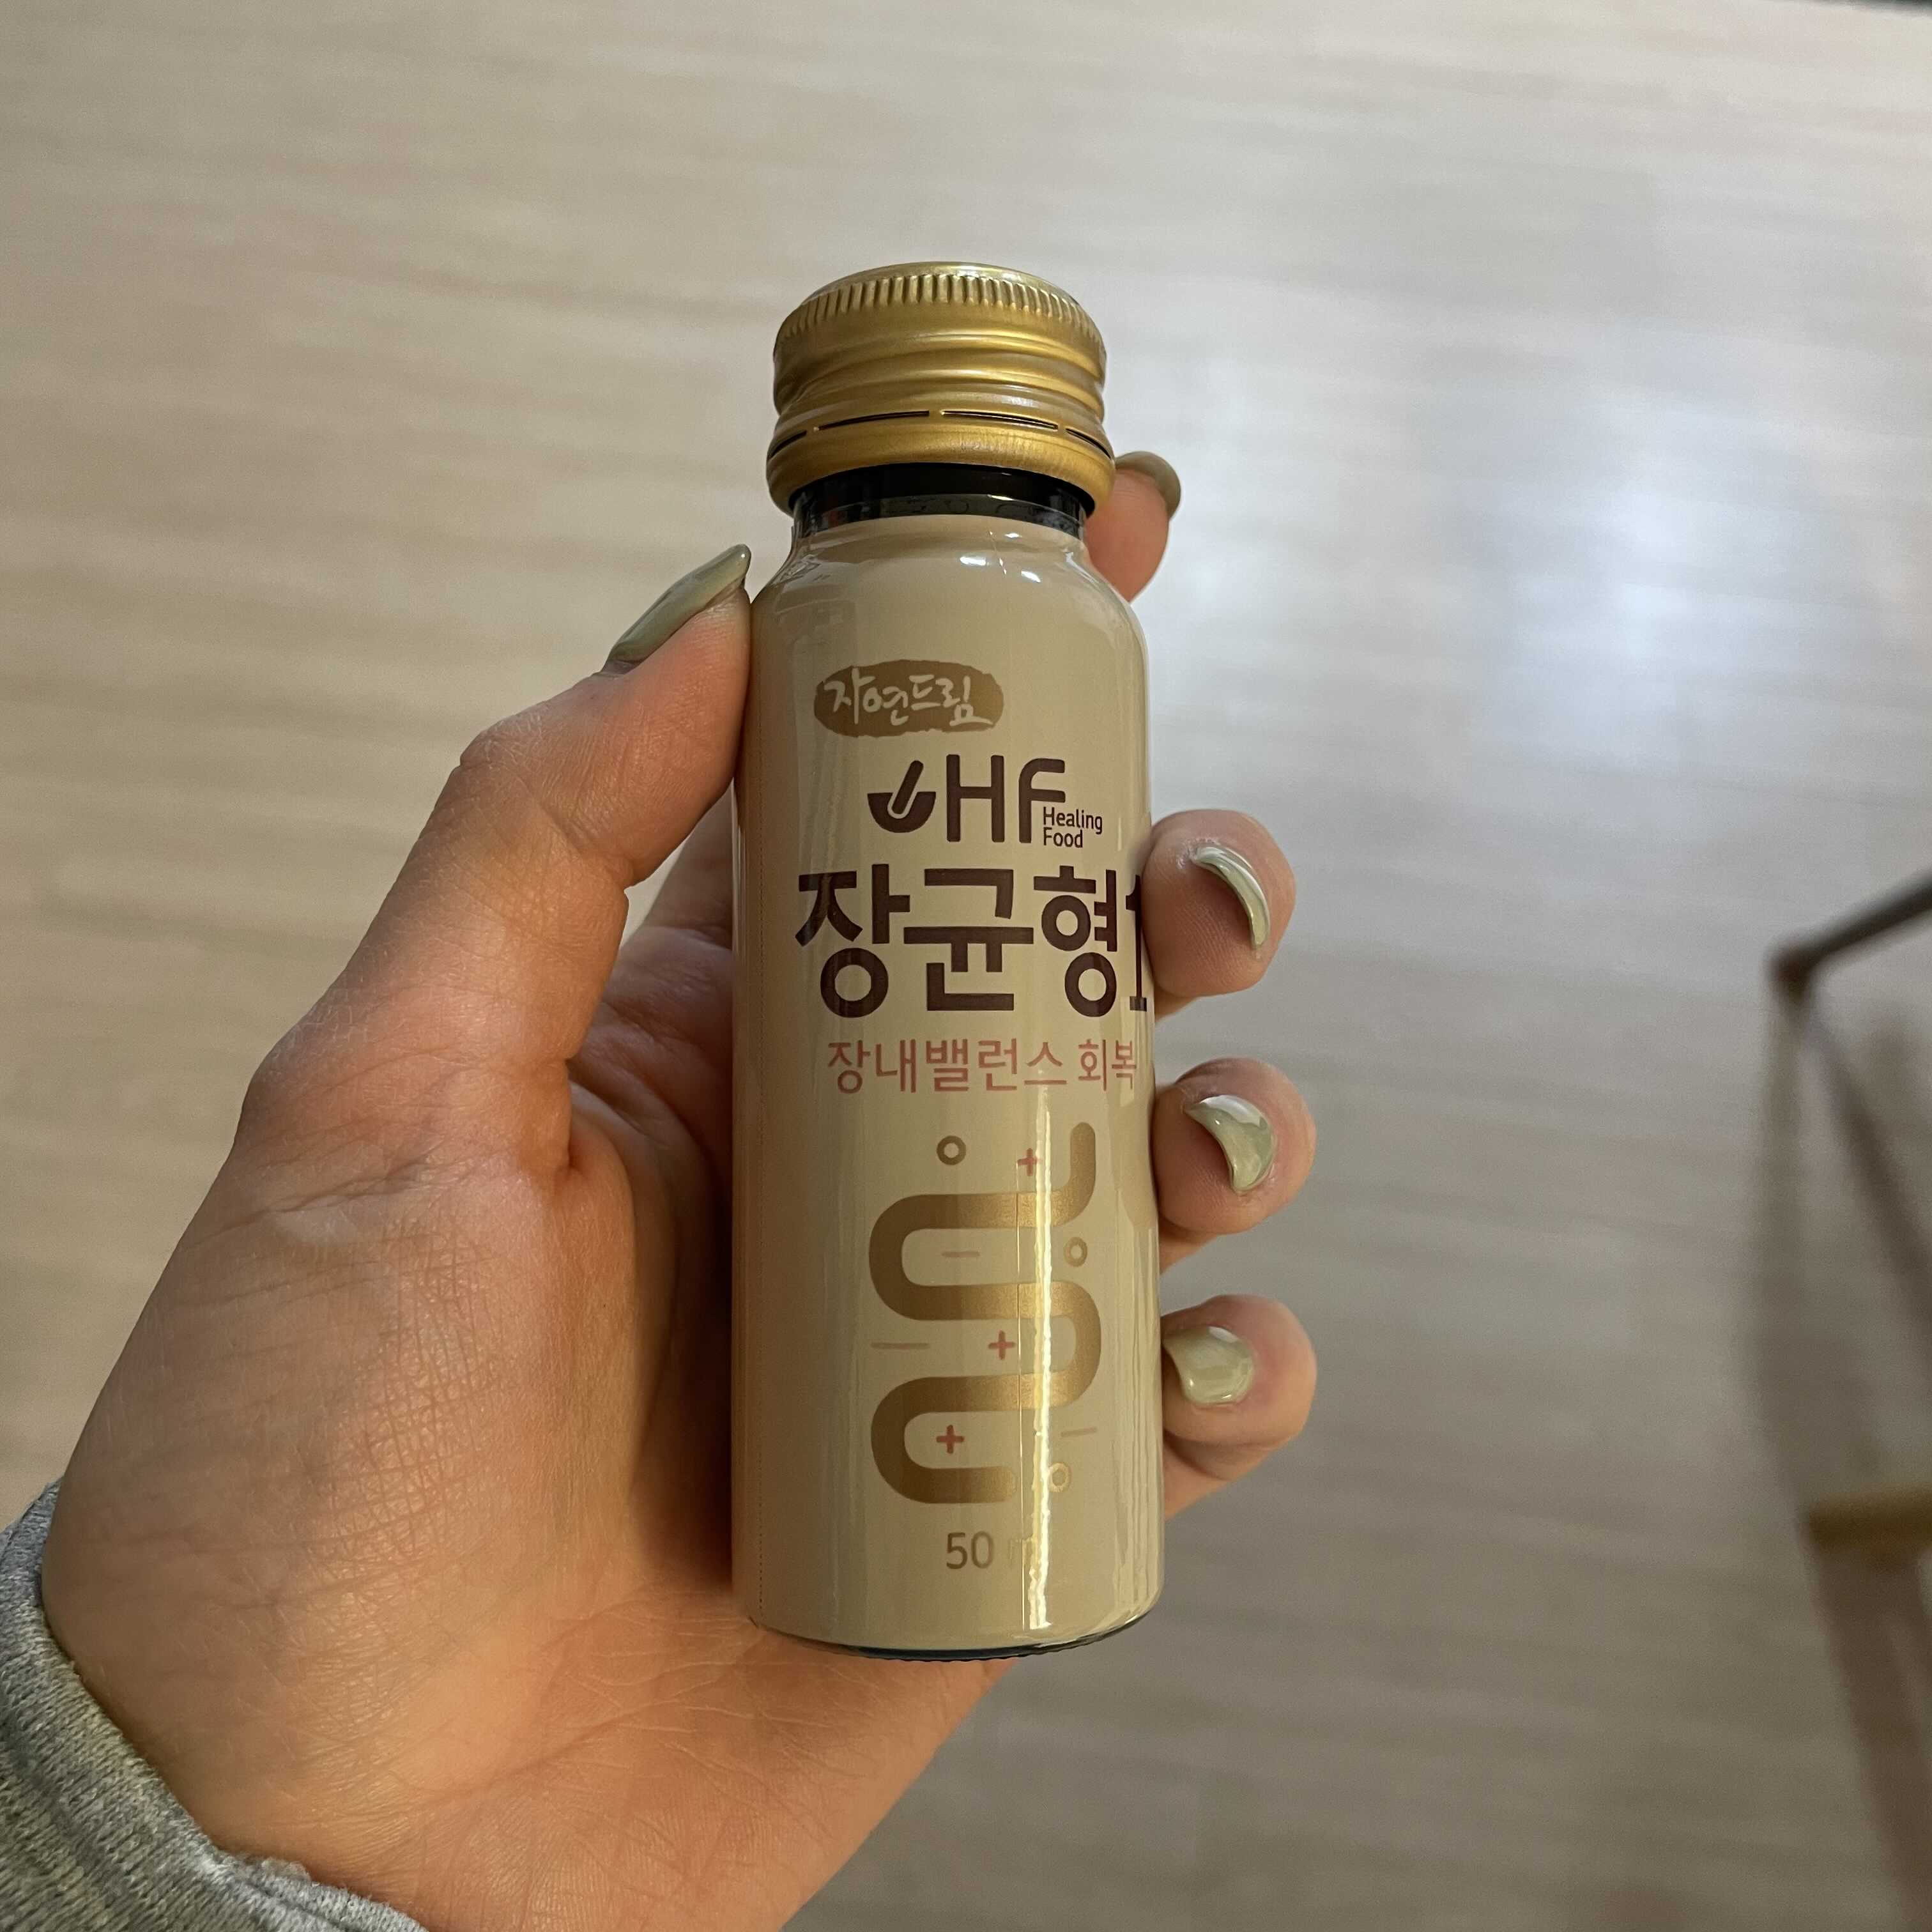 자연드림
HF
Healing
Food
장균형
장내밸런스 회복
50